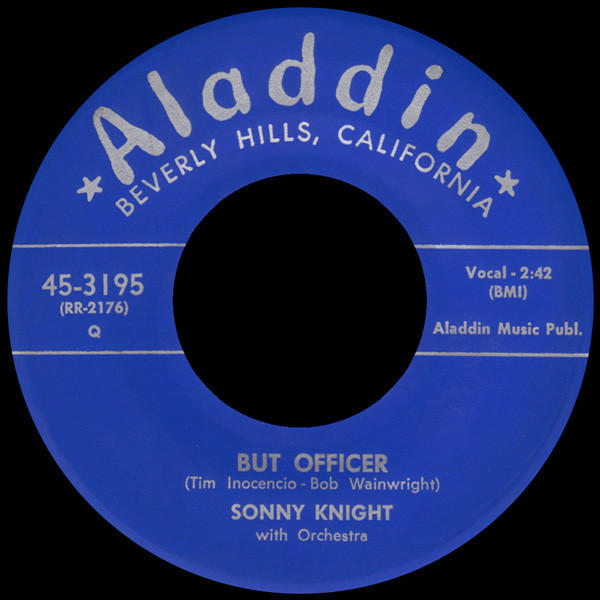 ★Aladdin★
BEVERLY HILLS, CALIFORNIA
45-3195
(RR-2176)
Q
Vocal - 2:42
(BMI)
Aladdin Music Publ.
BUT OFFICER
(Tim Inocencio - Bob Wainwright)
SONNY KNIGHT
with Orchestra